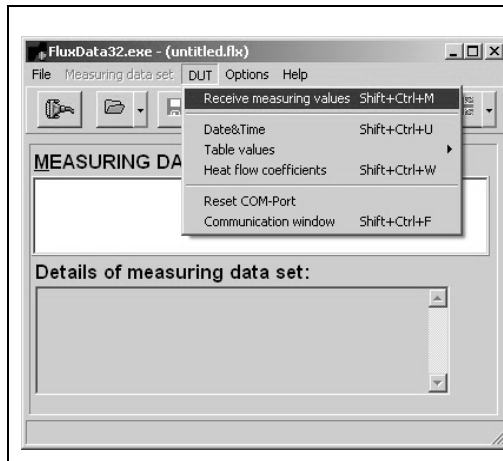 FluxData32.exe - (untitled.flx)
File Measuring data set DUT Options Help
Receive measuring values Shift+Ctrl+M
Date&Time Shift+Ctrl+U
Table values
Heat flow coefficients Shift+Ctrl+W
Reset COM-Port
Communication window Shift+Ctrl+F
MEASURING DA
Details of measuring data set: